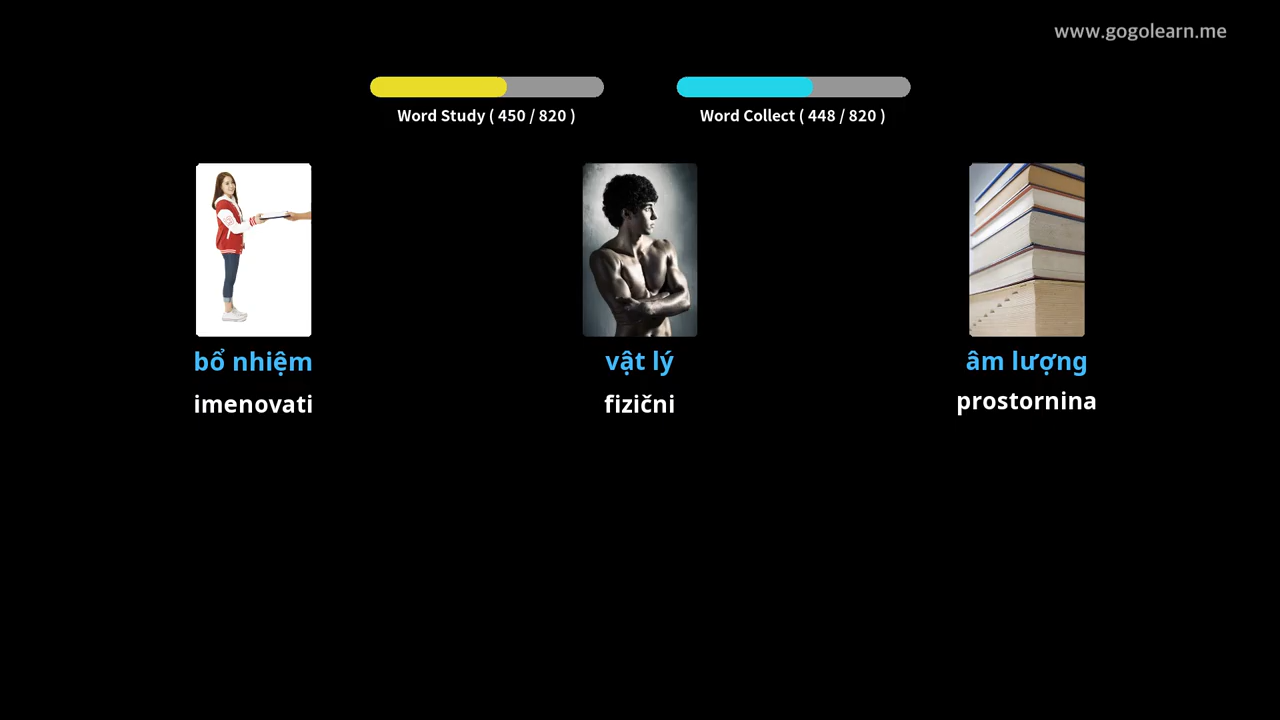 www.gogolearn.me
Word Study ( 450 / 820 )
Word Collect ( 448 / 820 )
bổ nhiệm
imenovati
vật lý
fizični
âm lượng
prostornina